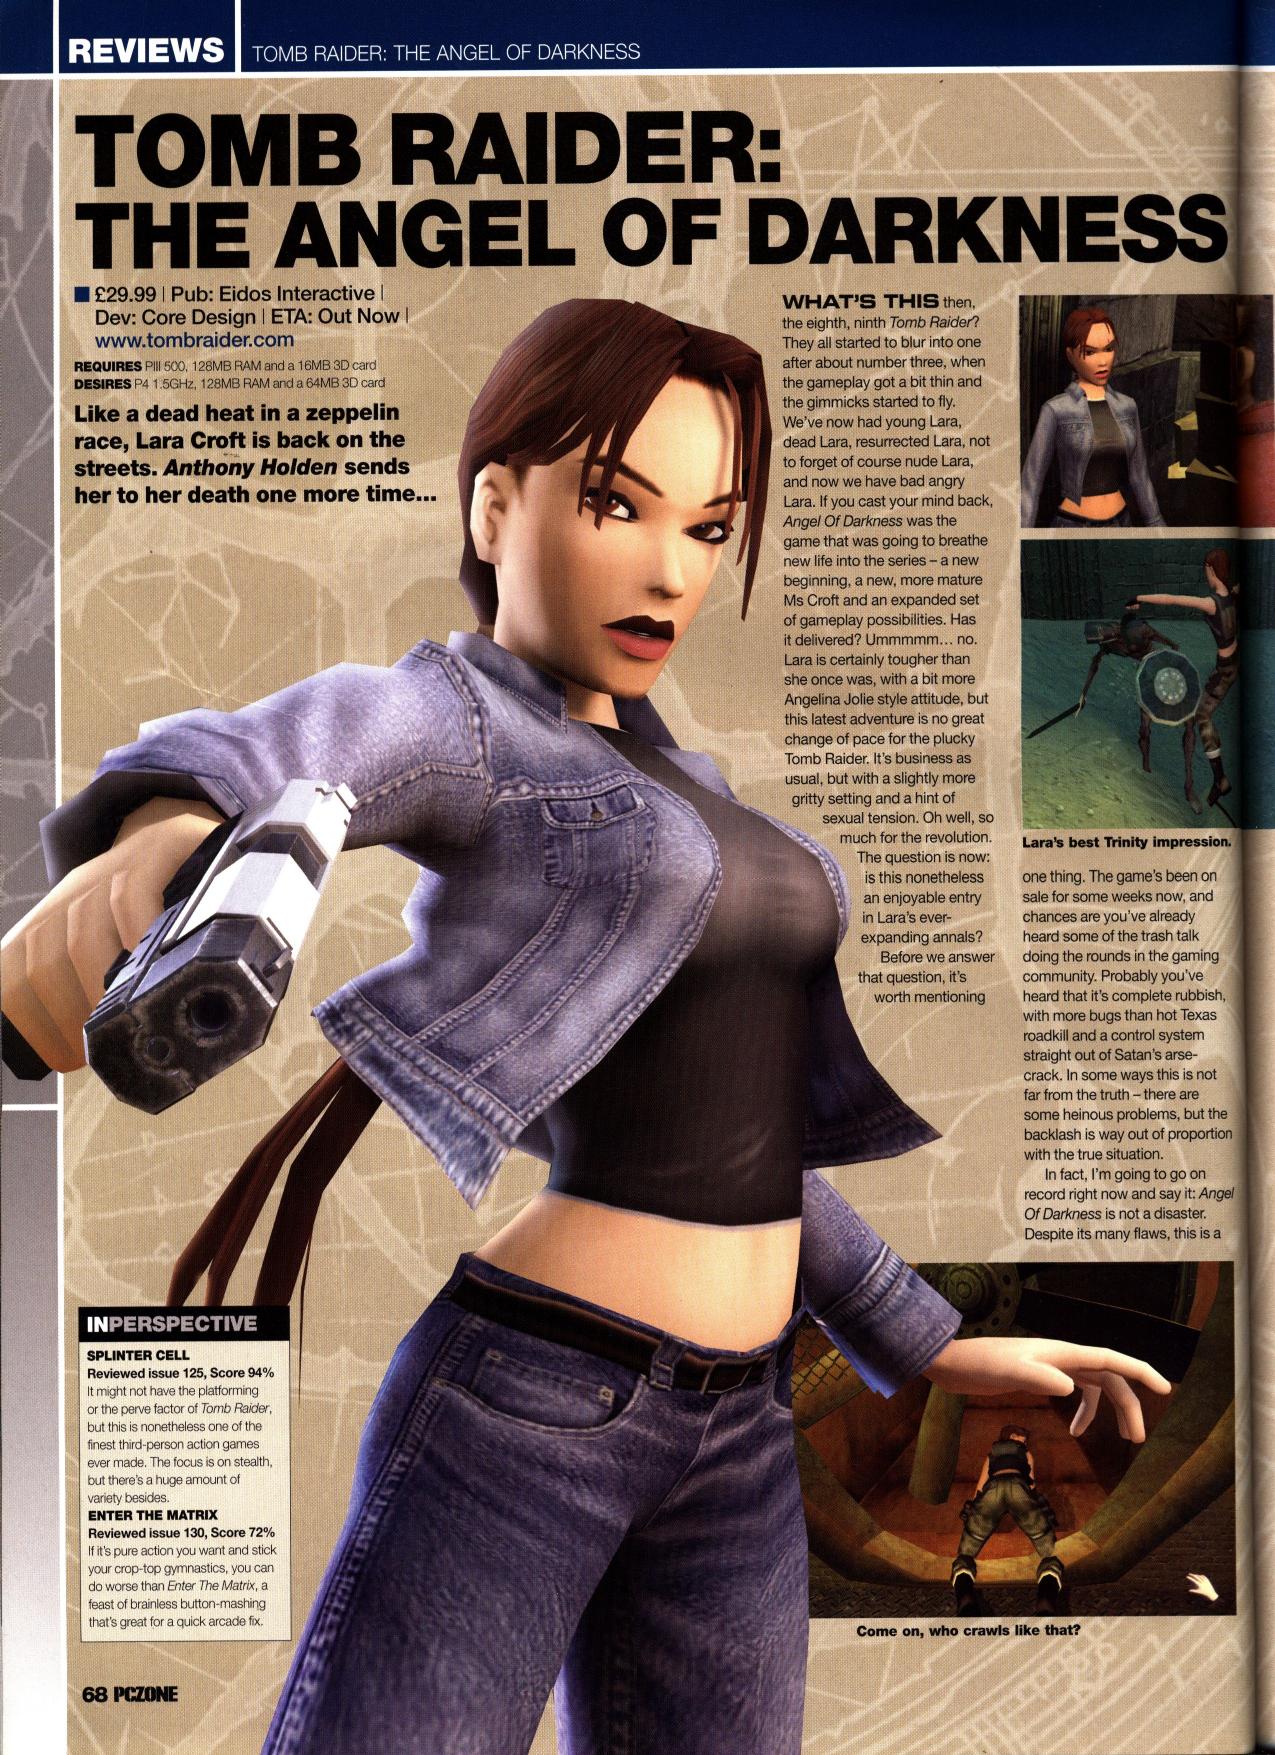 REVIEWS
TOMB RAIDER: THE ANGEL OF DARKNESS
TOMB RAIDER:
THE ANGEL OF DARKNESS
£29.99 | Pub: Eidos Interactive |
Dev: Core Design | ETA: Out Now |
www.tombraider.com
REQUIRES PIII 500, 128MB RAM and a 16MB 3D card
DESIRES P4 1.5GHz, 128MB RAM and a 64MB 3D card
Like a dead heat in a zeppelin
race, Lara Croft is back on the
streets. Anthony Holden sends
her to her death one more time...
WHAT'S THIS then,
the eighth, ninth Tomb Raider?
They all started to blur into one
after about number three, when
the gameplay got a bit thin and
the gimmicks started to fly.
We've now had young Lara,
dead Lara, resurrected Lara, not
to forget of course nude Lara,
and now we have bad angry
Lara. If you cast your mind back,
Angel Of Darkness was the
game that was going to breathe
new life into the series – a new
beginning, a new, more mature
Ms Croft and an expanded set
of gameplay possibilities. Has
it delivered? Ummmmm... no.
Lara is certainly tougher than
she once was, with a bit more
Angelina Jolie style attitude, but
this latest adventure is no great
change of pace for the plucky
Tomb Raider. It's business as
usual, but with a slightly more
gritty setting and a hint of
sexual tension. Oh well, so
much for the revolution.
The question is now:
is this nonetheless
an enjoyable entry
in Lara's ever-
expanding annals?
Before we answer
that question, it's
worth mentioning
Lara's best Trinity impression.
one thing. The game's been on
sale for some weeks now, and
chances are you've already
heard some of the trash talk
doing the rounds in the gaming
community. Probably you've
heard that it's complete rubbish,
with more bugs than hot Texas
roadkill and a control system
straight out of Satan's arse-
crack. In some ways this is not
far from the truth – there are
some heinous problems, but the
backlash is way out of proportion
with the true situation.
In fact, I'm going to go on
record right now and say it: Angel
Of Darkness is not a disaster.
Despite its many flaws, this is a
Come on, who crawls like that?
INPERSPECTIVE
SPLINTER CELL
Reviewed issue 125, Score 94%
It might not have the platforming
or the perve factor of Tomb Raider,
but this is nonetheless one of the
finest third-person action games
ever made. The focus is on stealth,
but there's a huge amount of
variety besides.
ENTER THE MATRIX
Reviewed issue 130, Score 72%
If it's pure action you want and stick
your crop-top gymnastics, you can
do worse than Enter The Matrix, a
feast of brainless button-mashing
that's great for a quick arcade fix.
68 PCZONE